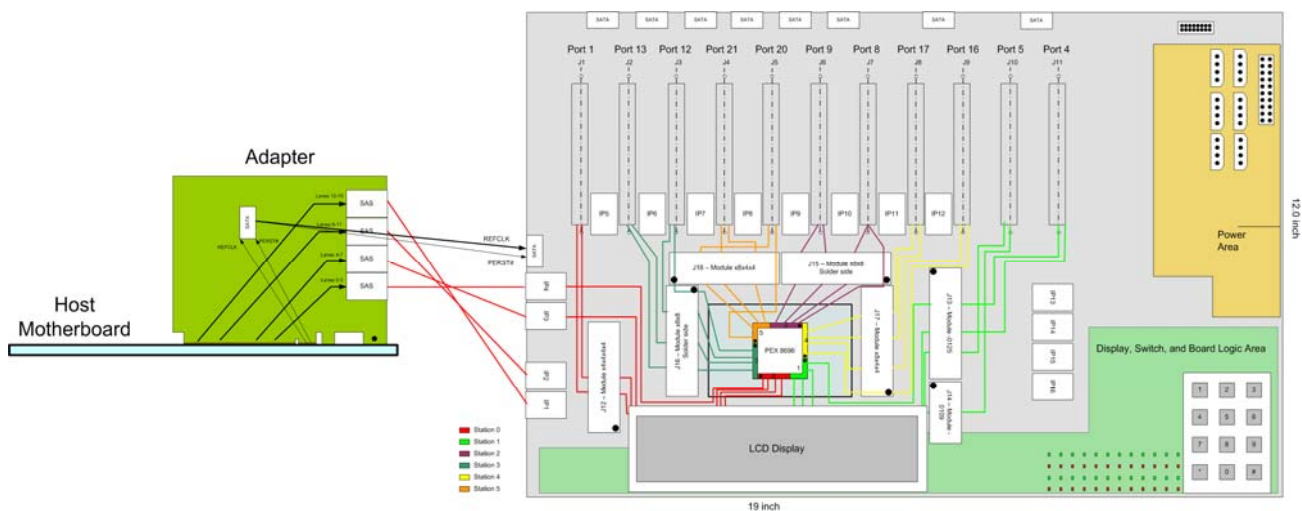 SATA SATA SATA SATA SATA SATA SATA SATA
Port 1 Port 13 Port 12 Port 21 Port 20 Port 9 Port 8 Port 17 Port 16 Port 5 Port 4
J1 J2 J3 J4 J5 J6 J7 J8 J9 J10 J11
Adapter
Lanes 12-15
SAS
SATA
Lanes 8-11
SAS
REFCLK
PERST#
Lanes 4-7
SAS
Lanes 0-3
SAS
REFCLK
PERST#
SATA
Host
Motherboard
IP4
IP3
IP2
IP1
IP5 IP6 IP7 IP8 IP9 IP10 IP11 IP12
J15 – Module x8x8
Solder side
Solder side
J17 – Module x8x4x4
J13 – Module-0125
J14 – Module -
0109
J12 – Module x4x4x4x4
5
4
1
PEX 8696
IP13
IP14
IP15
IP16
Power
Area
12.0 inch
Display, Switch, and Board Logic Area
1 2 3
4 5 6
7 8 9
* 0 #
LCD Display
Station 0
Station 1
Station 2
Station 3
Station 4
Station 5
19 inch